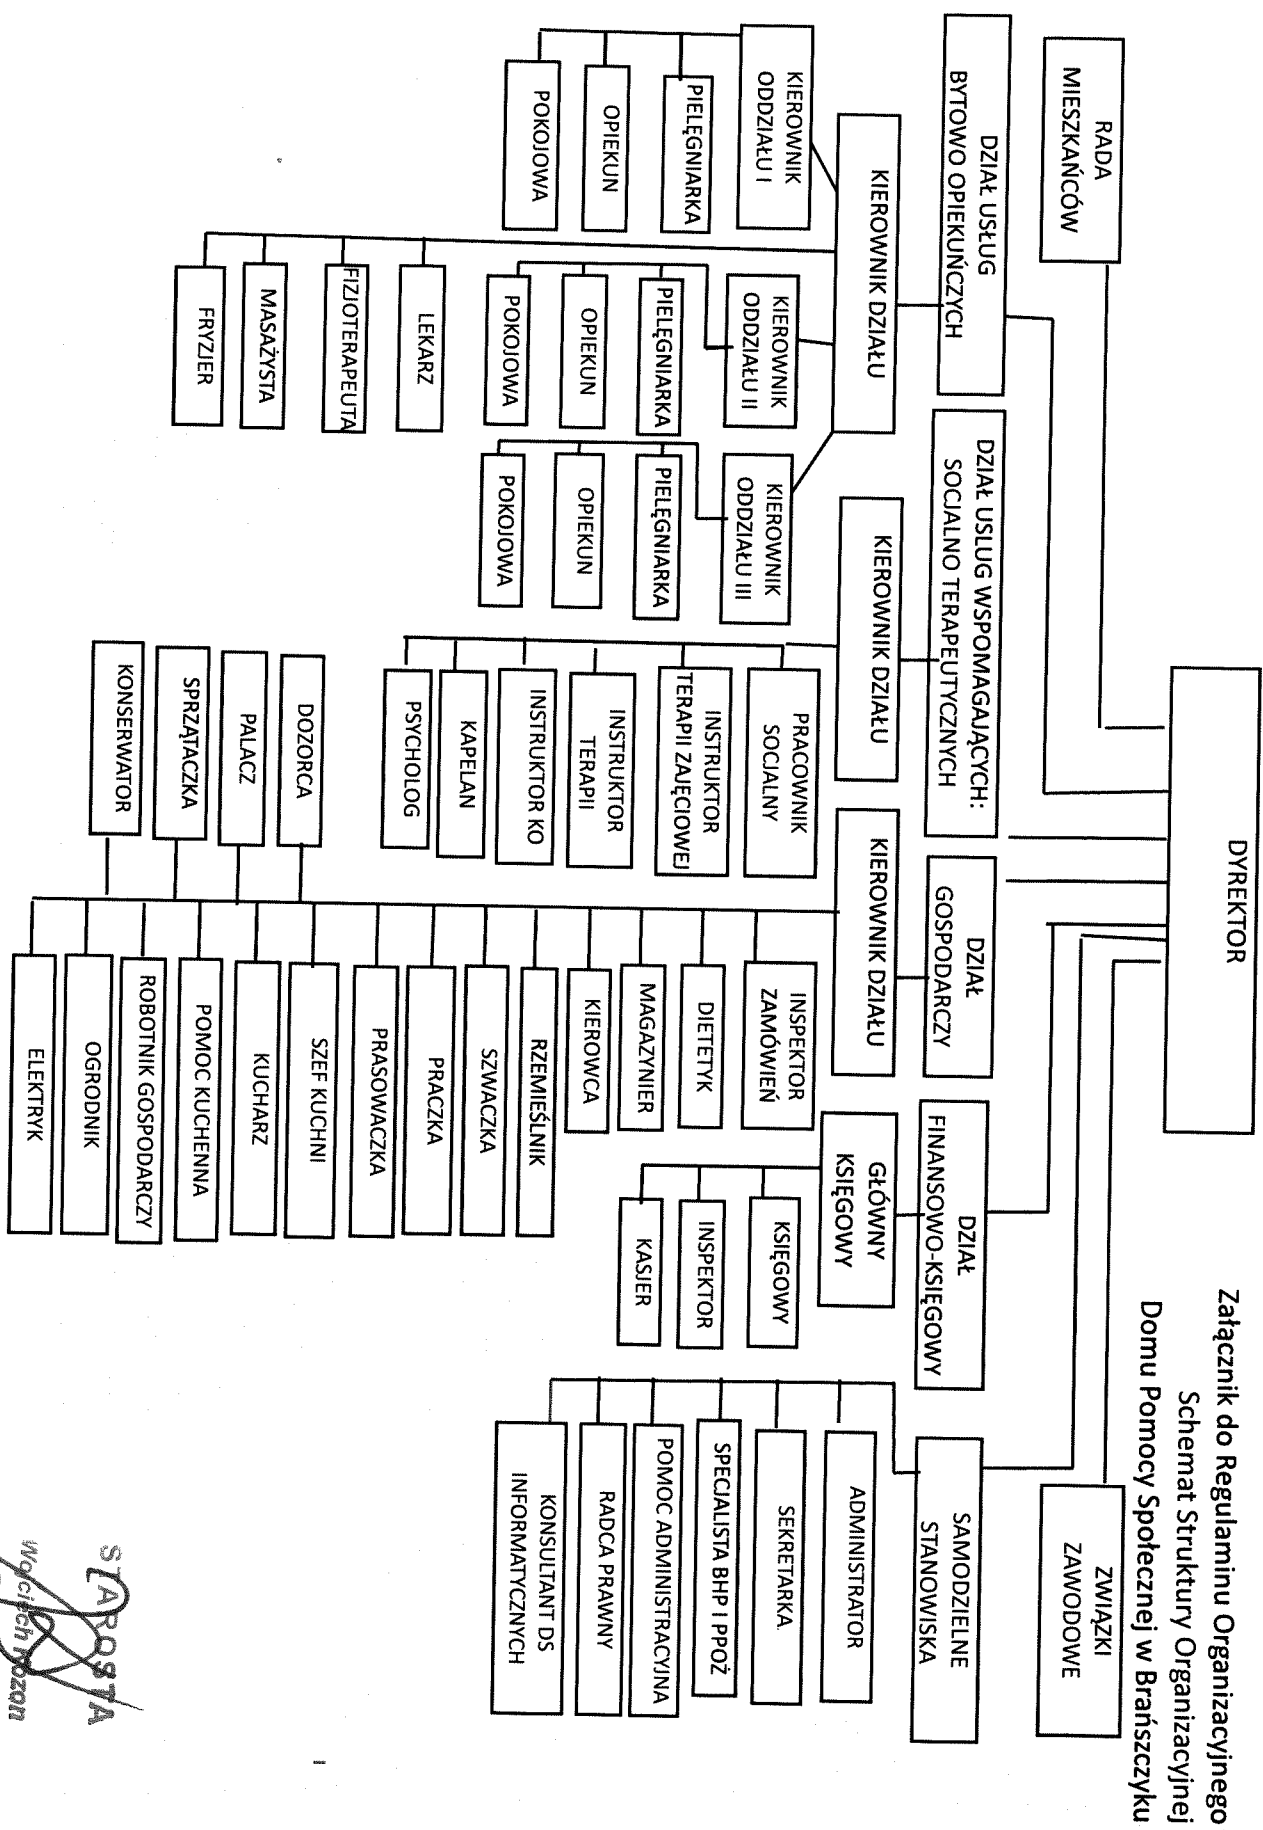 Załącznik do Regulaminu Organizacyjnego
Schemat Struktury Organizacyjnej
Domu Pomocy Społecznej w Brańszczyku
DYREKTOR
RADA
MIESZKAŃCÓW
ZWIĄZKI
ZAWODOWE
DZIAŁ USŁUG
BYTOWO OPIEKUŃCZYCH
DZIAŁ USLUG WSPOMAGAJĄCYCH:
SOCJALNO TERAPEUTYCZNYCH
DZIAŁ
GOSPODARCZY
DZIAŁ
FINANSOWO-KSIĘGOWY
SAMODZIELNE
STANOWISKA
KIEROWNIK DZIAŁU
KIEROWNIK DZIAŁU
KIEROWNIK DZIAŁU
GŁÓWNY
KSIĘGOWY
KIEROWNIK
ODDZIAŁU I
PIELĘGNIARKA
OPIEKUN
POKOJOWA
KIEROWNIK
ODDZIAŁU II
PIELĘGNIARKA
OPIEKUN
POKOJOWA
KIEROWNIK
ODDZIAŁU III
PIELĘGNIARKA
OPIEKUN
POKOJOWA
LEKARZ
FIZJOTERAPEUTA
MASAŻYSTA
FRYZJER
PRACOWNIK
SOCJALNY
INSTRUKTOR
TERAPII ZAJĘCIOWEJ
INSTRUKTOR
TERAPII
INSTRUKTOR KO
KAPELAN
PSYCHOLOG
DOZORCA
PALACZ
SPRZĄTACZKA
KONSERWATOR
INSPEKTOR
ZAMÓWIEŃ
DIETETYK
MAGAZYNIER
KIEROWCA
RZEMIEŚLNIK
SZWACZKA
PRACZKA
PRASOWACZKA
SZEF KUCHNI
KUCHARZ
POMOC KUCHENNA
ROBOTNIK GOSPODARCZY
OGRODNIK
ELEKTRYK
KSIĘGOWY
INSPEKTOR
KASJER
ADMINISTRATOR
SEKRETARKA
SPECJALISTA BHP I PPOŻ
POMOC ADMINISTRACYJNA
RADCA PRAWNY
KONSULTANT DS
INFORMATYCZNYCH
STAROSTA
Wojciech Kozon